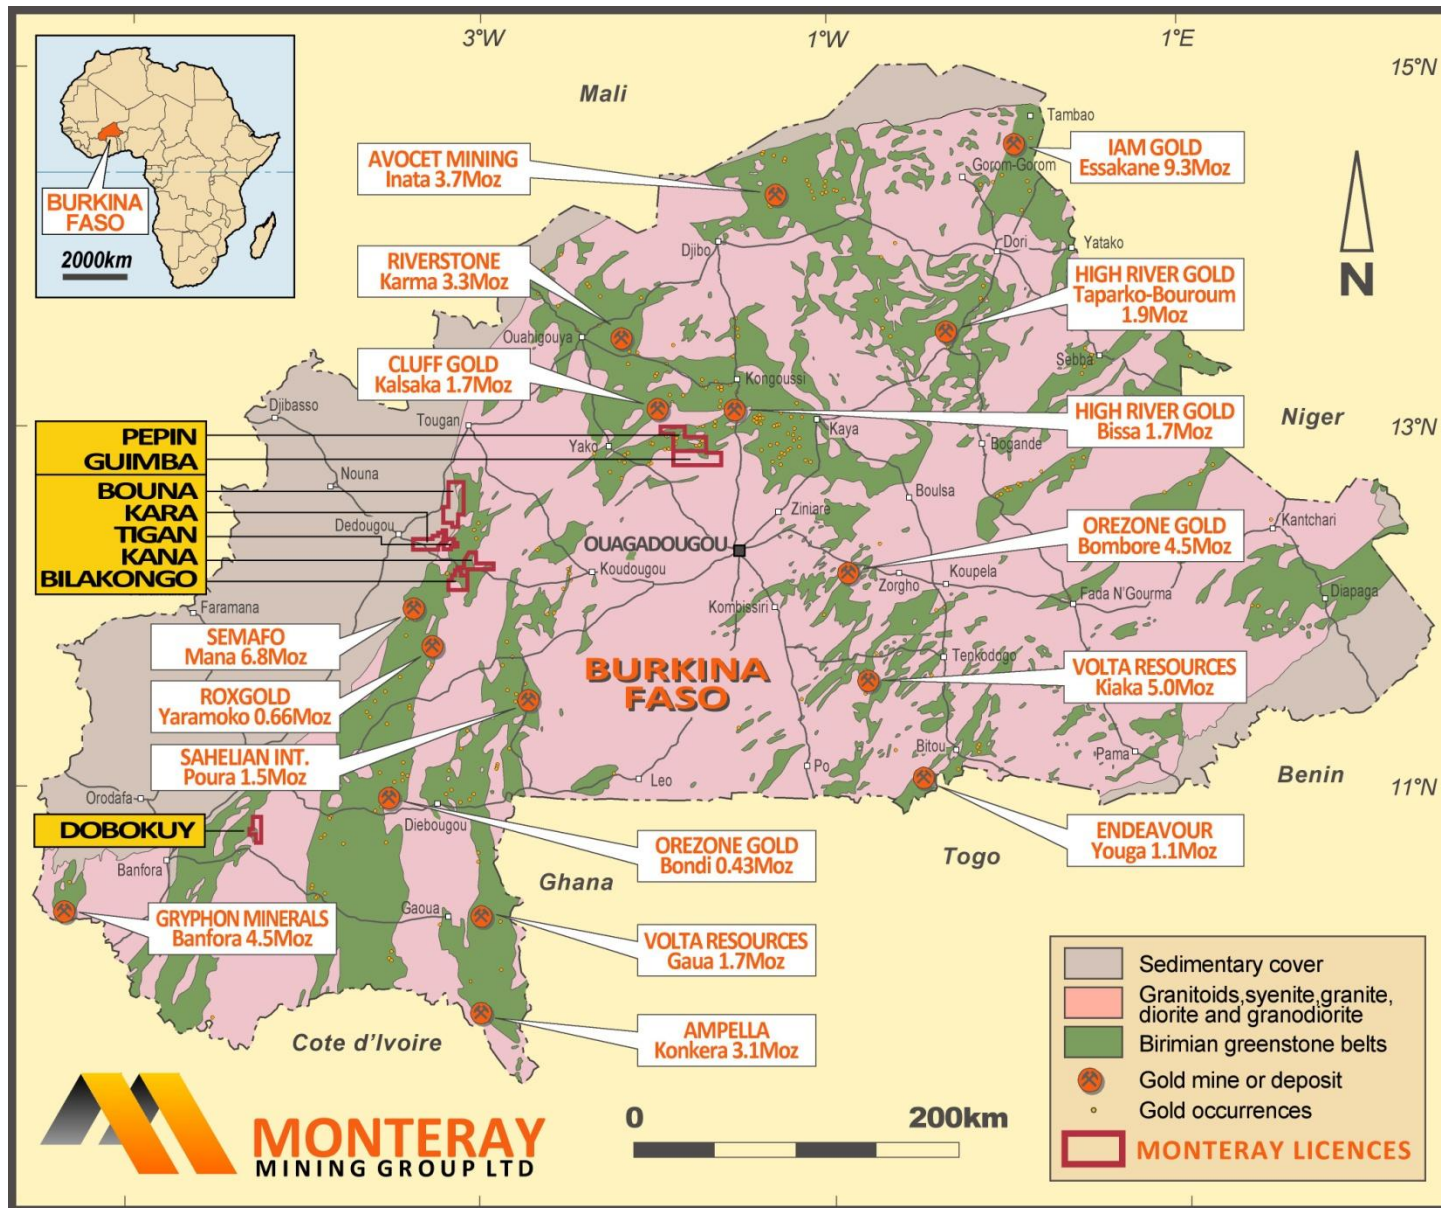 3°W
1°W
1°E
15°N
13°N
11°N
BURKINA
FASO
2000km
Mali
Niger
Benin
Togo
Ghana
Cote d'Ivoire
N
AVOCET MINING
Inata 3.7Moz
IAM GOLD
Essakane 9.3Moz
RIVERSTONE
Karma 3.3Moz
HIGH RIVER GOLD
Taparko-Bouroum
1.9Moz
CLUFF GOLD
Kalsaka 1.7Moz
HIGH RIVER GOLD
Bissa 1.7Moz
PEPIN
GUIMBA
BOUNA
KARA
TIGAN
KANA
BILAKONGO
OREZONE GOLD
Bombore 4.5Moz
SEMAFO
Mana 6.8Moz
ROXGOLD
Yaramoko 0.66Moz
SAHELIAN INT.
Poura 1.5Moz
VOLTA RESOURCES
Kiaka 5.0Moz
DOBOKUY
OREZONE GOLD
Bondi 0.43Moz
ENDEAVOUR
Youga 1.1Moz
GRYPHON MINERALS
Banfora 4.5Moz
VOLTA RESOURCES
Gaua 1.7Moz
AMPELLA
Konkera 3.1Moz
BURKINA
FASO
Tambao
Gorom-Gorom
Djibo
Dori
Yatako
Ouahigouya
Sebba
Kongoussi
Djibasso
Tougan
Kaya
Yako
Bogande
Nouna
Boulsa
Ziniare
Kantchari
Dedougou
OUAGADOUGOU
Koudougou
Zorgho
Koupela
Fada N'Gourma
Diapaga
Faramana
Kombissiri
Tenkodogo
Bitou
Pama
Po
Leo
Orodafa
Diebougou
Banfora
Gaoua
Sedimentary cover
Granitoids,syenite,granite,
diorite and granodiorite
Birimian greenstone belts
Gold mine or deposit
Gold occurrences
MONTERAY LICENCES
0
200km
MONTERAY
MINING GROUP LTD